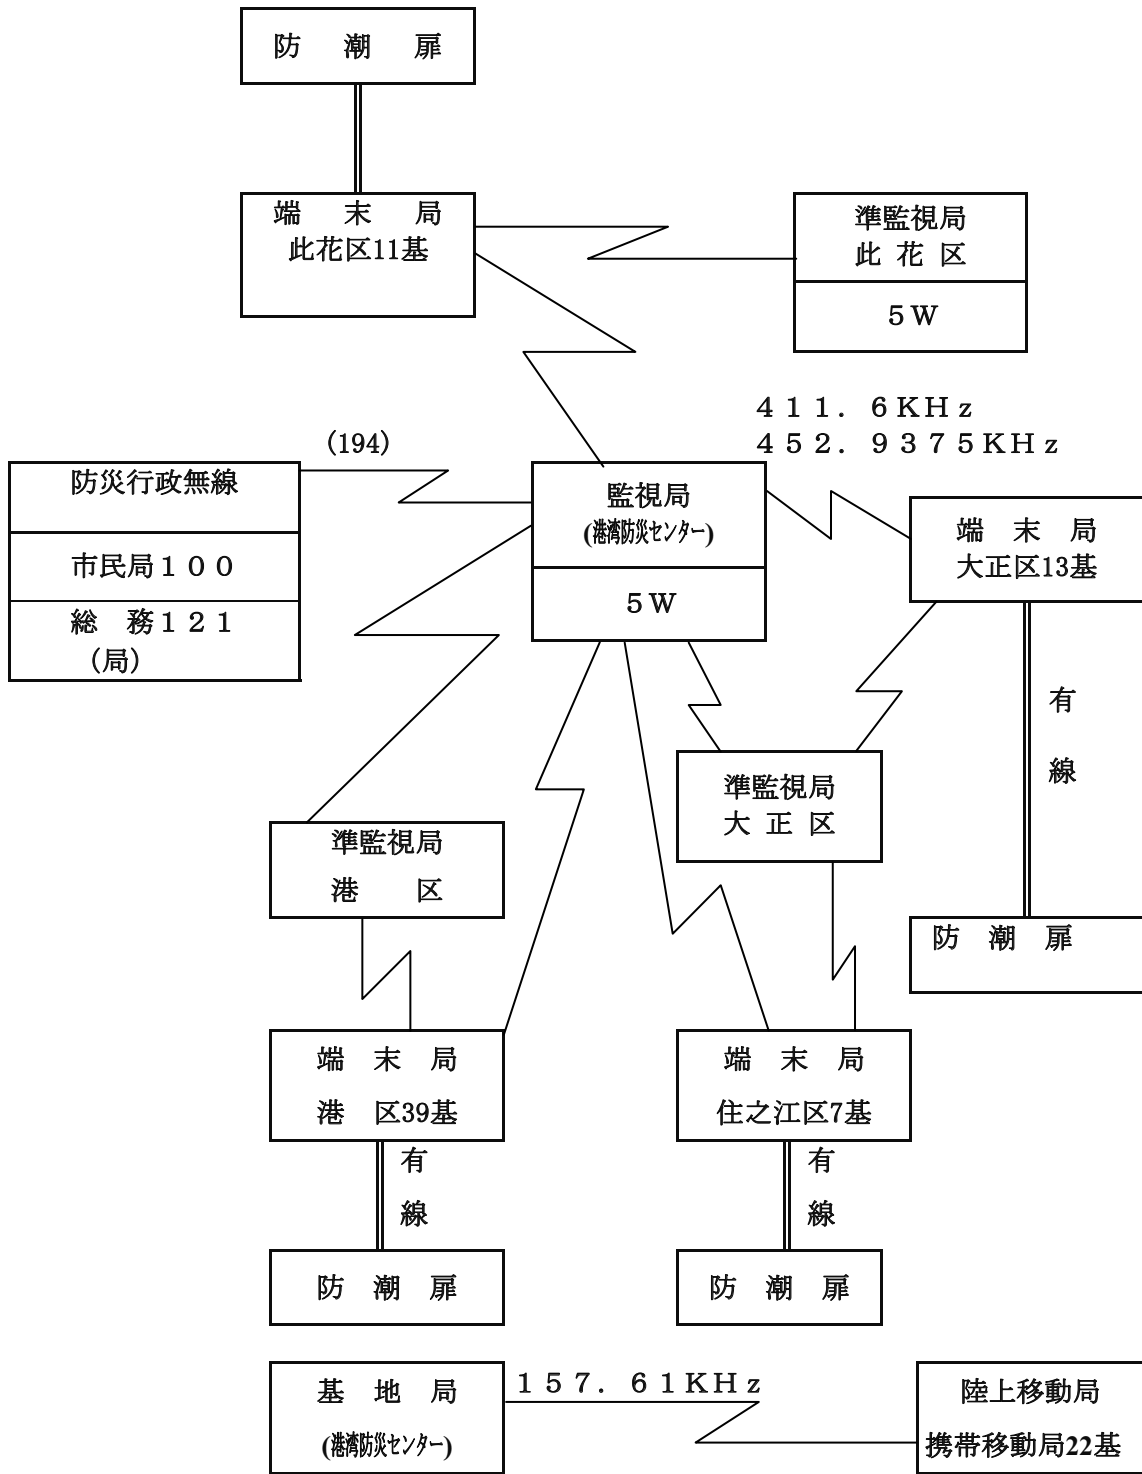 防 潮 扉
端 末 局
此花区11基
準監視局
此 花 区
５Ｗ
４１１．６KHz
４５２．９３７５KHz
(194)
防災行政無線
市民局１００
総 務１２１
（局）
監視局
(港湾防災センター)
５Ｗ
端 末 局
大正区13基
有
線
準監視局
大 正 区
準監視局
港 区
防 潮 扉
端 末 局
港 区39基
端 末 局
住之江区7基
有
線
有
線
防 潮 扉
防 潮 扉
基 地 局
(港湾防災センター)
１５７．６１KHz
陸上移動局
携帯移動局22基